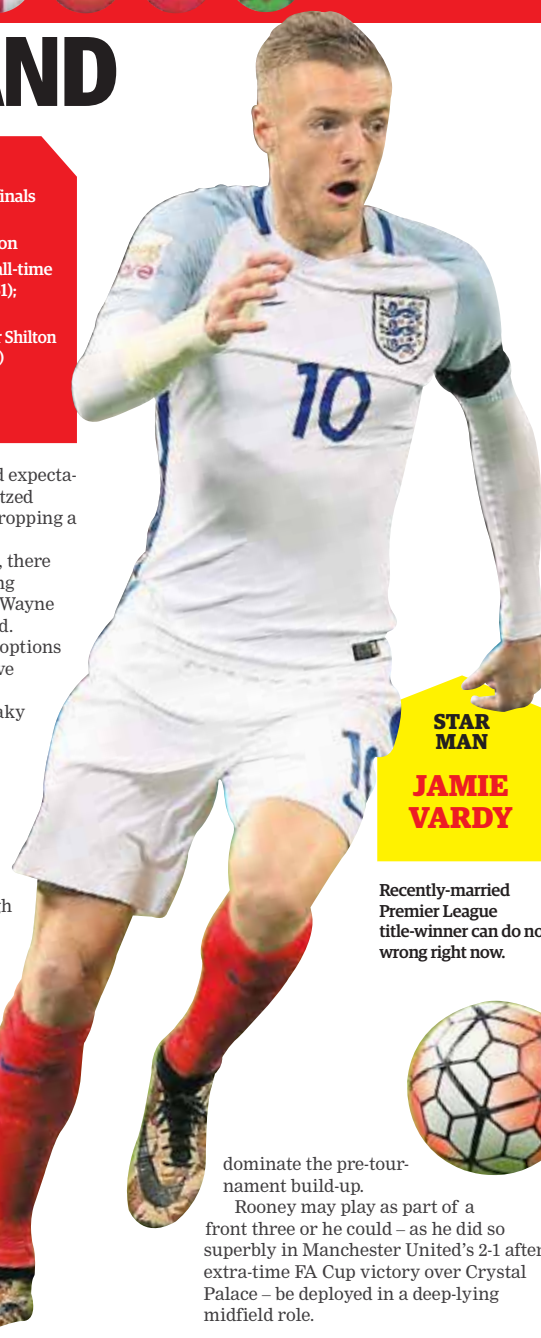 AND
inals
on
all-time
1);
r Shilton
)
d expecta-
tzed
ropping a
, there
ng
Wayne
d.
options
ve
aky
gh
10
10
STAR
MAN
JAMIE
VARDY
Recently-married
Premier League
title-winner can do no
wrong right now.
dominate the pre-tour-
nament build-up.
Rooney may play as part of a
front three or he could – as he did so
superbly in Manchester United’s 2-1 after
extra-time FA Cup victory over Crystal
Palace – be deployed in a deep-lying
midfield role.